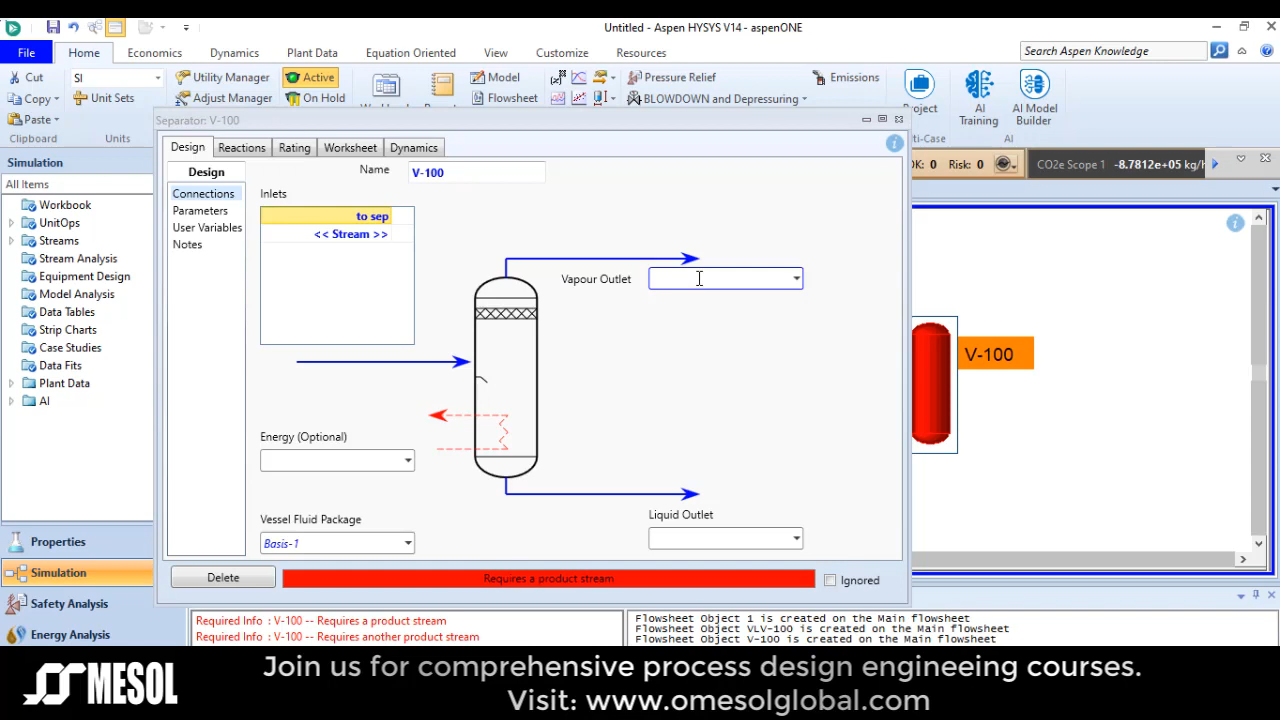 Untitled - Aspen HYSYS V14 - aspenONE
File
Home
Economics
Dynamics
Plant Data
Equation Oriented
View
Customize
Resources
Search Aspen Knowledge
Cut
SI
Utility Manager
Active
Model
Pressure Relief
Emissions
Copy
Unit Sets
Adjust Manager
On Hold
Flowsheet
BLOWDOWN and Depressuring
Project
AI Training
AI Model Builder
Paste
Clipboard
Units
AI
Simulation
All Items
Workbook
UnitOps
Streams
Stream Analysis
Equipment Design
Model Analysis
Data Tables
Strip Charts
Case Studies
Data Fits
Plant Data
AI
Properties
Simulation
Safety Analysis
Energy Analysis
Separator: V-100
Design
Reactions
Rating
Worksheet
Dynamics
Design
Connections
Parameters
User Variables
Notes
Name
V-100
Inlets
to sep
<< Stream >>
Vapour Outlet
Energy (Optional)
Vessel Fluid Package
Basis-1
Liquid Outlet
Delete
Requires a product stream
Ignored
OK: 0
Risk: 0
CO2e Scope 1
-8.7812e+05 kg/h
V-100
Required Info : V-100 -- Requires a product stream
Required Info : V-100 -- Requires another product stream
Flowsheet Object 1 is created on the Main flowsheet
Flowsheet Object VLV-100 is created on the Main flowsheet
Flowsheet Object V-100 is created on the Main flowsheet
OMESOL
Join us for comprehensive process design engineeing courses.
Visit: www.omesolglobal.com